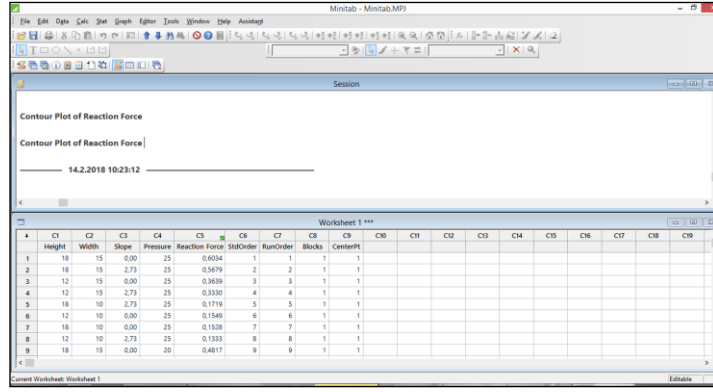 Minitab - Minitab.MPJ
File Edit Data Calc Stat Graph Editor Tools Window Help Assistant
Session
Contour Plot of Reaction Force
Contour Plot of Reaction Force
14.2.2018 10:23:12
Worksheet 1 ***
C1 C2 C3 C4 C5 C6 C7 C8 C9 C10 C11 C12 C13 C14 C15 C16 C17 C18 C19
Height Width Slope Pressure Reaction Force StdOrder RunOrder Blocks CenterPt
1 18 15 0,00 25 0,6034 1 1 1 1
2 18 15 2,73 25 0,5679 2 2 1 1
3 12 15 0,00 25 0,3639 3 3 1 1
4 12 15 2,73 25 0,3330 4 4 1 1
5 18 10 2,73 25 0,1719 5 5 1 1
6 12 10 0,00 25 0,1549 6 6 1 1
7 18 10 0,00 25 0,1528 7 7 1 1
8 12 10 2,73 25 0,1333 8 8 1 1
9 18 15 0,00 20 0,4817 9 9 1 1
Current Worksheet: Worksheet 1
Editable